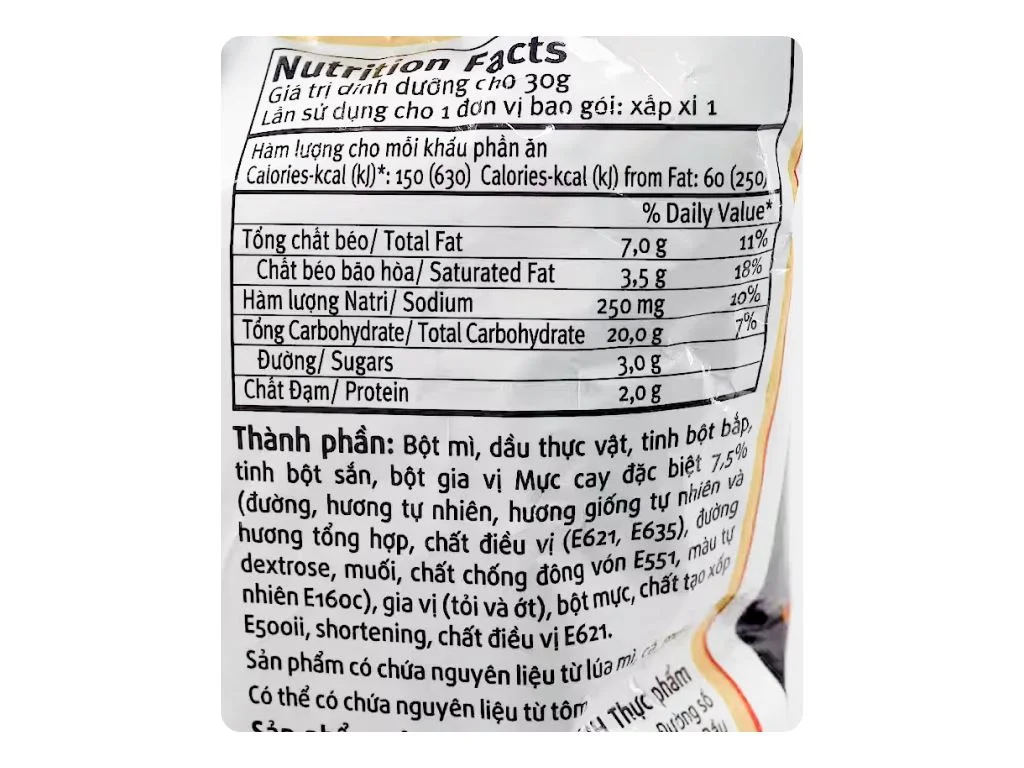 Nutrition Facts
Giá trị dinh dưỡng cho 30g
Lần sử dụng cho 1 đơn vị bao gói: xấp xỉ 1
Hàm lượng cho mỗi khẩu phần ăn
Calories-kcal (kJ)*: 150 (630) Calories-kcal (kJ) from Fat: 60 (250
% Daily Value*
Tổng chất béo/ Total Fat 7,0 g 11%
Chất béo bão hòa/ Saturated Fat 3,5 g 18%
Hàm lượng Natri/ Sodium 250 mg 10%
Tổng Carbohydrate/ Total Carbohydrate 20,0 g 7%
Đường/ Sugars 3,0 g
Chất Đạm/ Protein 2,0 g
Thành phần: Bột mì, dầu thực vật, tinh bột bắp,
tinh bột sắn, bột gia vị Mực cay đặc biệt 7,5%
(đường, hương tự nhiên, hương giống tự nhiên và
hương tổng hợp, chất điều vị (E621, E635), đường
dextrose, muối, chất chống đông vón E551, màu tự
nhiên E160c), gia vị (tỏi và ớt), bột mực, chất tạo xốp
E500ii, shortening, chất điều vị E621.
Sản phẩm có chứa nguyên liệu từ lúa mì,
Có thể có chứa nguyên liệu từ tôm
Thực phẩm
Đường số